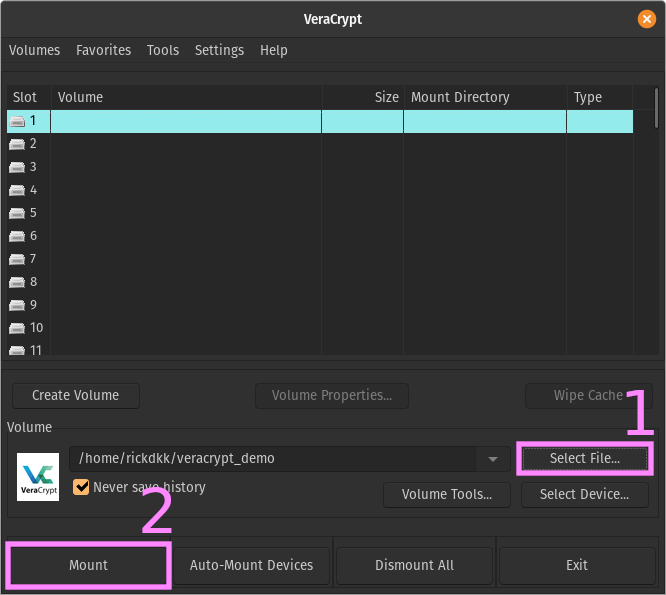 VeraCrypt
Volumes Favorites Tools Settings Help
Slot Volume Size Mount Directory Type
1
2
3
4
5
6
7
8
9
10
11
Create Volume Volume Properties... Wipe Cache
1
Volume
/home/rickdkk/veracrypt_demo Select File...
VC
VeraCrypt
Never save history
Volume Tools... Select Device...
2
Mount Auto-Mount Devices Dismount All Exit